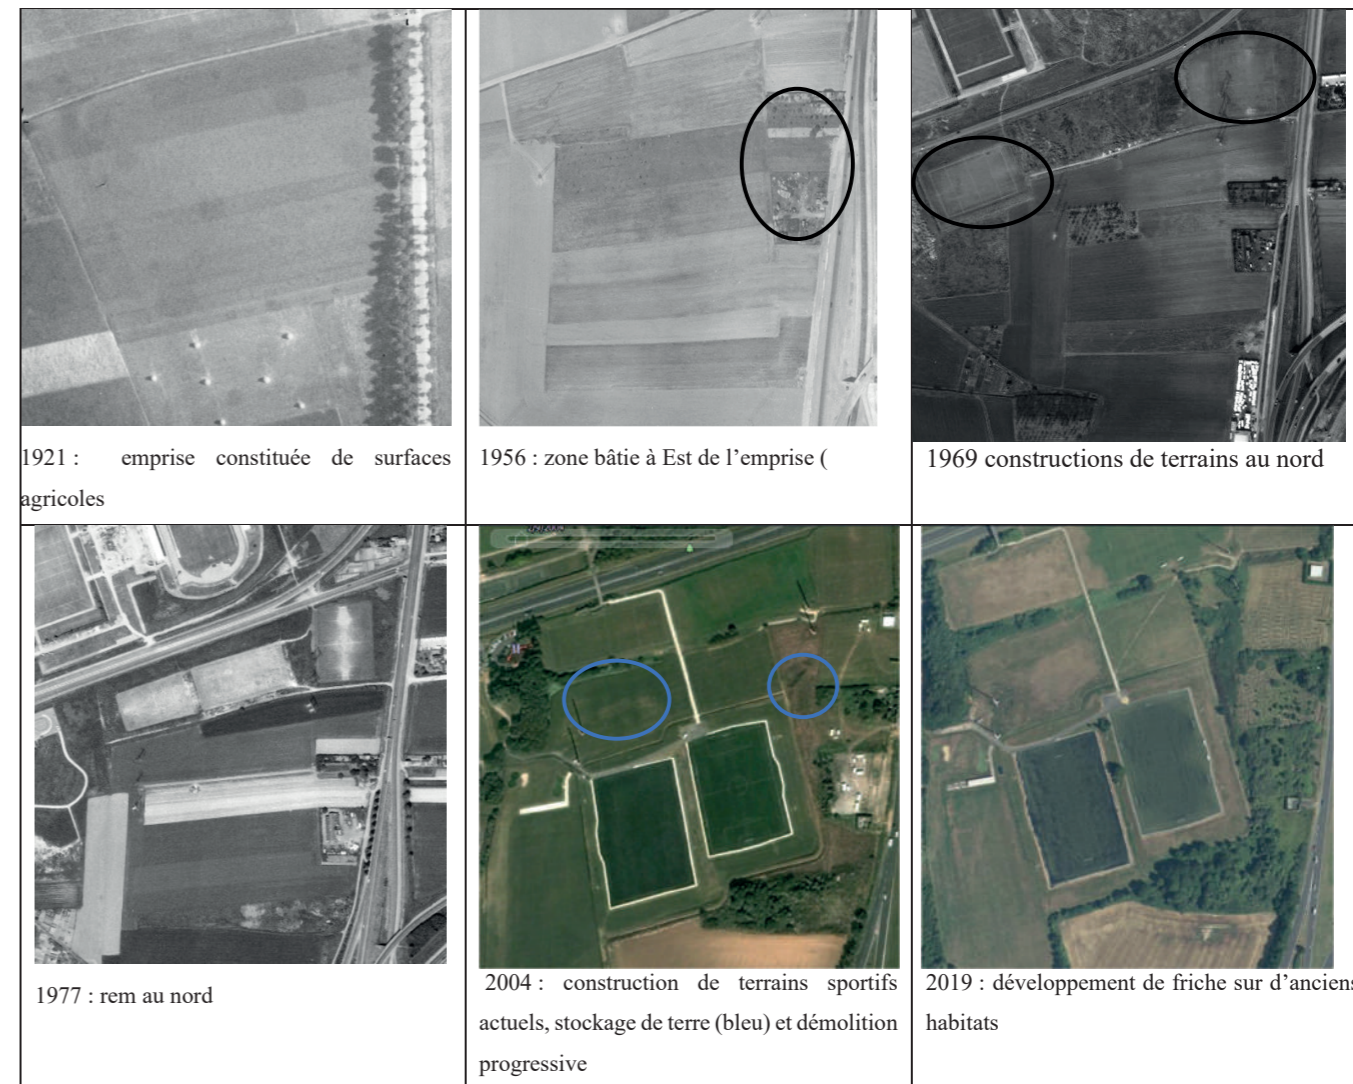 1921 : emprise constituée de surfaces
agricoles
1956 : zone bâtie à Est de l’emprise (
1969 constructions de terrains au nord
1977 : rem au nord
2004 : construction de terrains sportifs
actuels, stockage de terre (bleu) et démolition
progressive
2019 : développement de friche sur d’anciens
habitats